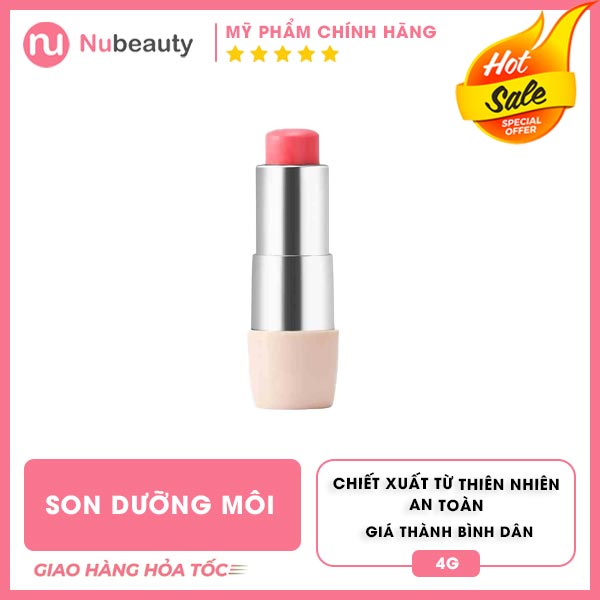 nu Nubeauty
MỸ PHẨM CHÍNH HÃNG
Hot
Sale
SPECIAL
OFFER
SON DƯỠNG MÔI
CHIẾT XUẤT TỪ THIÊN NHIÊN
AN TOÀN
GIÁ THÀNH BÌNH DÂN
4G
GIAO HÀNG HỎA TỐC